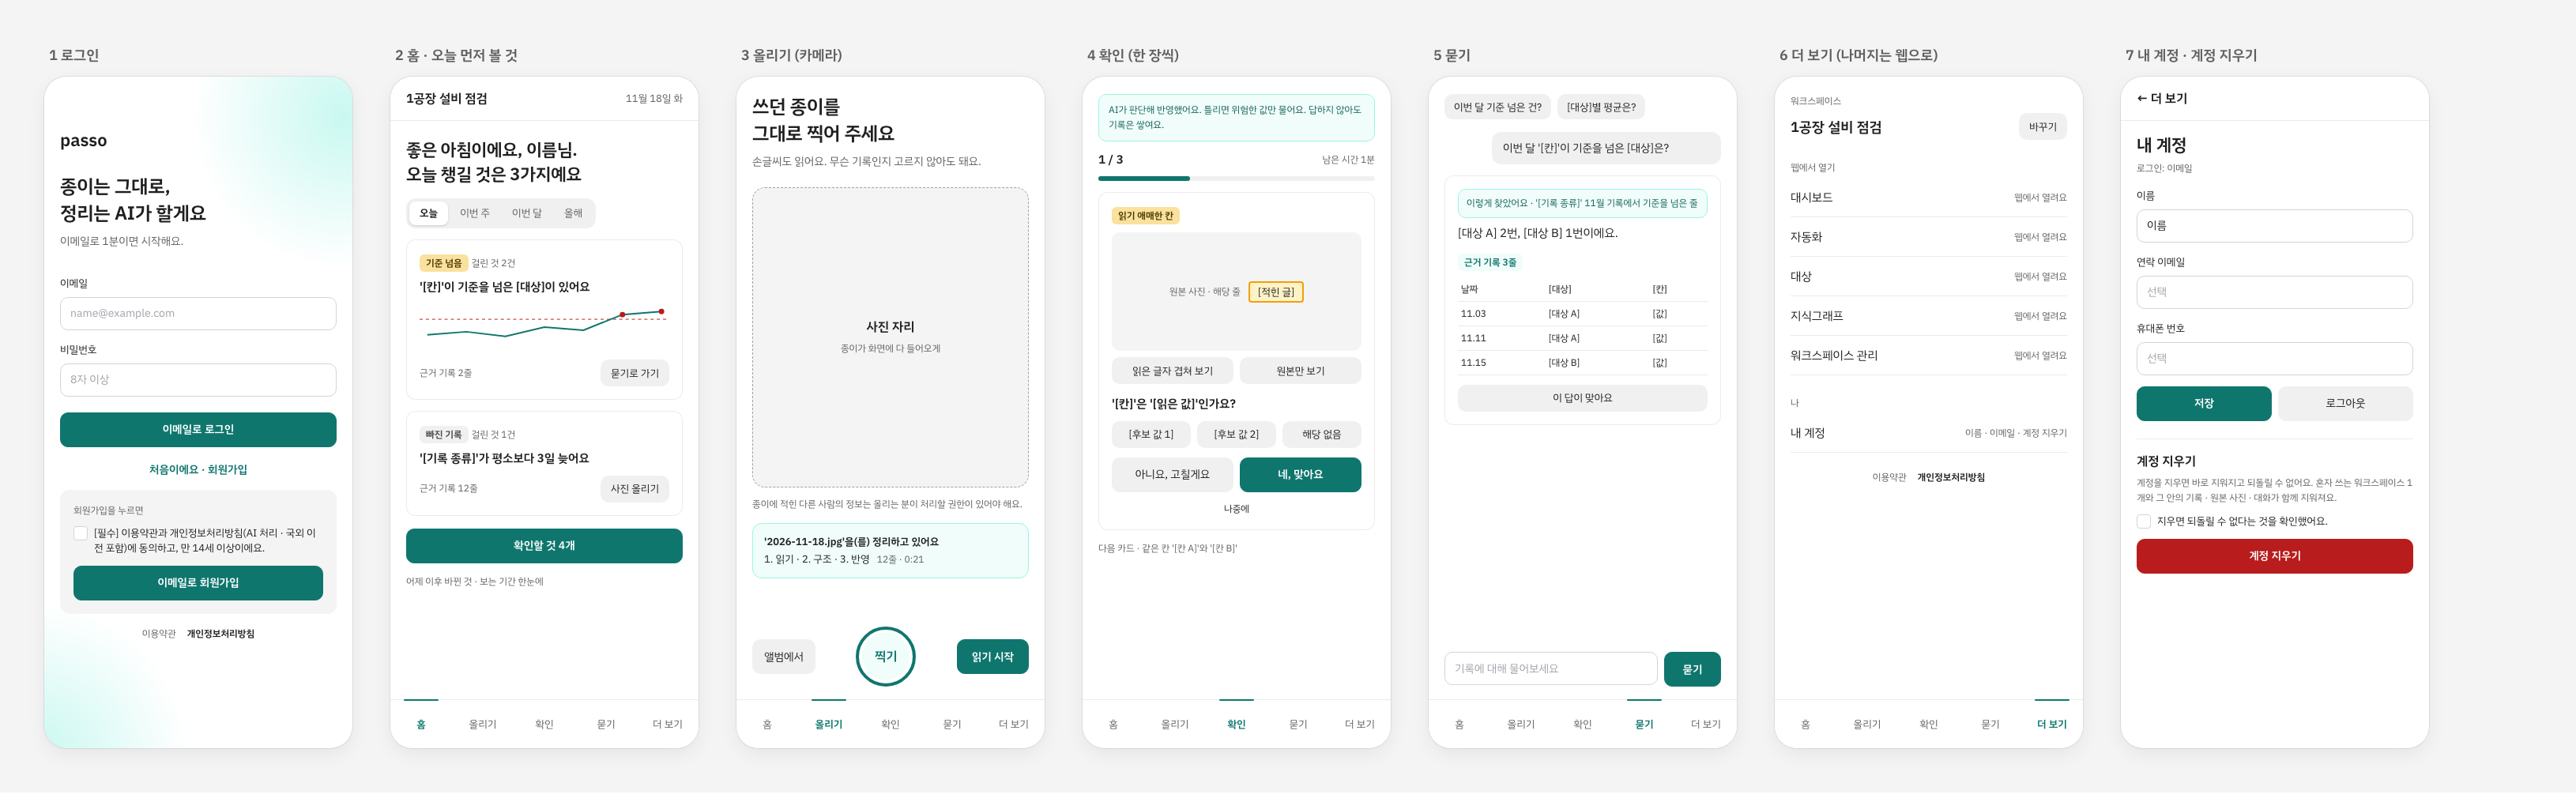 1 로그인
passo
종이는 그대로,
정리는 AI가 할게요
이메일로 1분이면 시작해요.
이메일
name@example.com
비밀번호
8자 이상
이메일로 로그인
처음이에요 · 회원가입
회원가입을 누르면
[필수] 이용약관과 개인정보처리방침(AI 처리 · 국외 이
전 포함)에 동의하고, 만 14세 이상이에요.
이메일로 회원가입
이용약관 개인정보처리방침
2 홈 · 오늘 먼저 볼 것
1공장 설비 점검 11월 18일 화
좋은 아침이에요, 이름님.
오늘 챙길 것은 3가지예요
오늘 이번 주 이번 달 올해
기준 넘음 걸린 것 2건
'[칸]'이 기준을 넘은 [대상]이 있어요
근거 기록 2줄 묻기로 가기
빠진 기록 걸린 것 1건
'[기록 종류]'가 평소보다 3일 늦어요
근거 기록 12줄 사진 올리기
확인할 것 4개
어제 이후 바뀐 것 · 보는 기간 한눈에
홈 올리기 확인 묻기 더 보기
3 올리기 (카메라)
쓰던 종이를
그대로 찍어 주세요
손글씨도 읽어요. 무슨 기록인지 고르지 않아도 돼요.
사진 자리
종이가 화면에 다 들어오게
종이에 적힌 다른 사람의 정보는 올리는 분이 처리할 권한이 있어야 해요.
'2026-11-18.jpg'을(를) 정리하고 있어요
1. 읽기 · 2. 구조 · 3. 반영 12줄 · 0:21
앨범에서 찍기 읽기 시작
홈 올리기 확인 묻기 더 보기
4 확인 (한 장씩)
AI가 판단해 반영했어요. 틀리면 위험한 값만 물어요. 답하지 않아도
기록은 쌓여요.
1 / 3 남은 시간 1분
읽기 애매한 칸
원본 사진 · 해당 줄 [적힌 글]
읽은 글자 겹쳐 보기 원본만 보기
'[칸]'은 '[읽은 값]'인가요?
[후보 값 1] [후보 값 2] 해당 없음
아니요, 고칠게요 네, 맞아요
나중에
다음 카드 · 같은 칸 '[칸 A]'와 '[칸 B]'
홈 올리기 확인 묻기 더 보기
5 묻기
이번 달 기준 넘은 건? [대상]별 평균은?
이번 달 '[칸]'이 기준을 넘은 [대상]은?
이렇게 찾았어요 · '[기록 종류]' 11월 기록에서 기준을 넘은 줄
[대상 A] 2번, [대상 B] 1번이에요.
근거 기록 3줄
날짜 [대상] [칸]
11.03 [대상 A] [값]
11.11 [대상 A] [값]
11.15 [대상 B] [값]
이 답이 맞아요
기록에 대해 물어보세요 묻기
홈 올리기 확인 묻기 더 보기
6 더 보기 (나머지는 웹으로)
워크스페이스
1공장 설비 점검 바꾸기
웹에서 열기
대시보드 웹에서 열려요
자동화 웹에서 열려요
대상 웹에서 열려요
지식그래프 웹에서 열려요
워크스페이스 관리 웹에서 열려요
나
내 계정 이름 · 이메일 · 계정 지우기
이용약관 개인정보처리방침
홈 올리기 확인 묻기 더 보기
7 내 계정 · 계정 지우기
← 더 보기
내 계정
로그인: 이메일
이름
이름
연락 이메일
선택
휴대폰 번호
선택
저장 로그아웃
계정 지우기
계정을 지우면 바로 지워지고 되돌릴 수 없어요. 혼자 쓰는 워크스페이스 1
개와 그 안의 기록 · 원본 사진 · 대화가 함께 지워져요.
지우면 되돌릴 수 없다는 것을 확인했어요.
계정 지우기